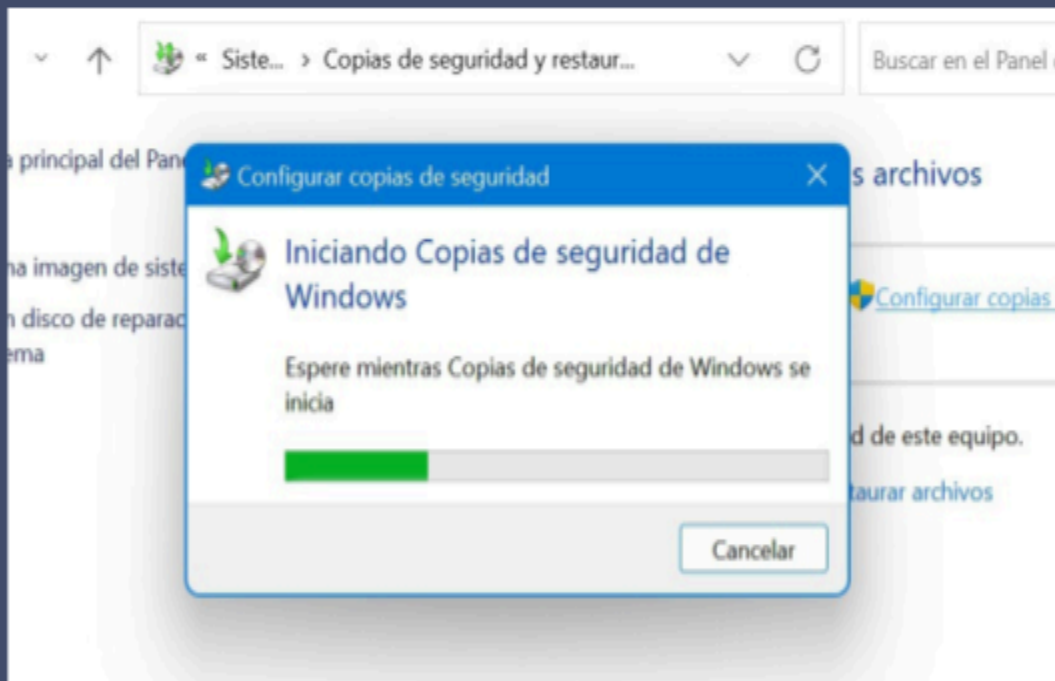 « Siste... > Copias de seguridad y restaur...
Buscar en el Panel
principal del Pan
Configurar copias de seguridad
s archivos
Iniciando Copias de seguridad de
Windows
na imagen de siste
Configurar copias
disco de reparac
ema
Espere mientras Copias de seguridad de Windows se
inicia
d de este equipo.
taurar archivos
Cancelar